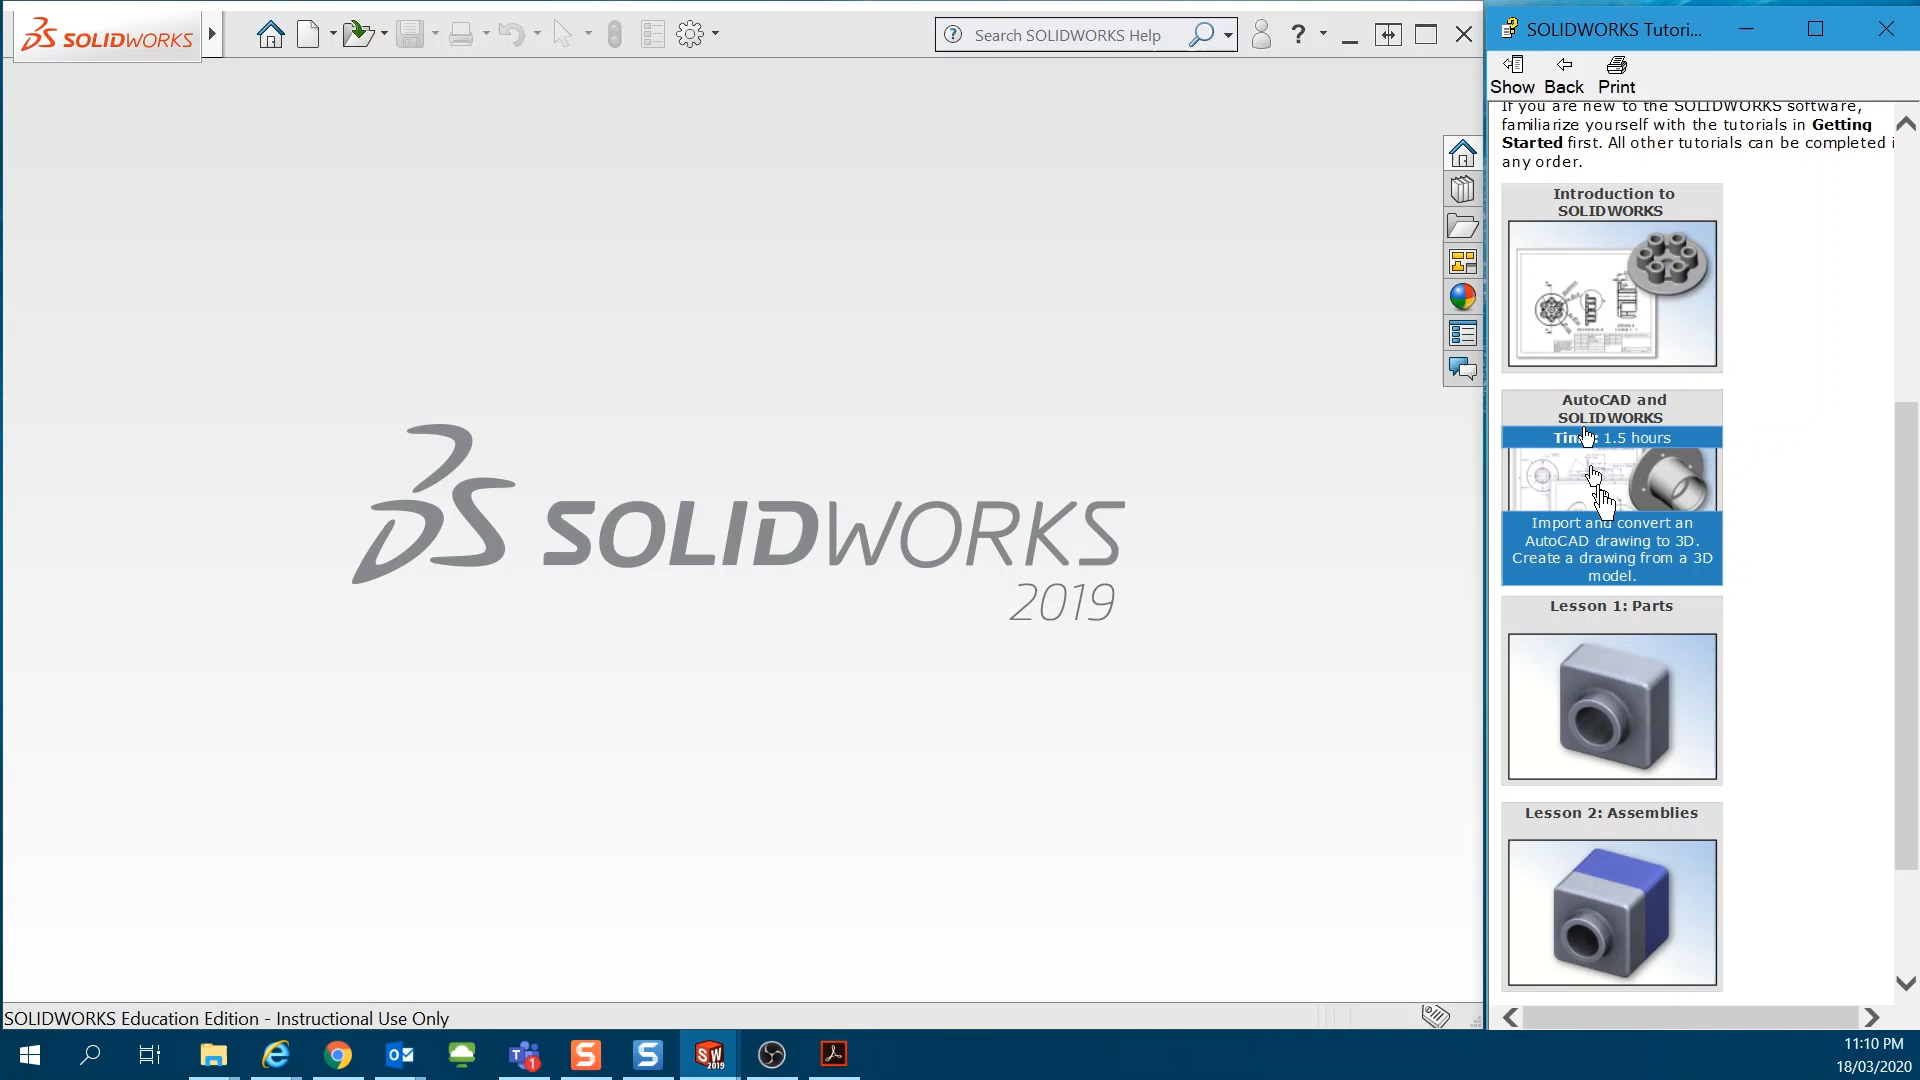 SOLIDWORKS
Search SOLIDWORKS Help
SOLIDWORKS Tutori...
Show Back Print
If you are new to the SOLIDWORKS software,
familiarize yourself with the tutorials in Getting
Started first. All other tutorials can be completed i
any order.
Introduction to
SOLIDWORKS
AutoCAD and
SOLIDWORKS
1.5 hours
Import and convert an
AutoCAD drawing to 3D.
Create a drawing from a 3D
model.
Lesson 1: Parts
Lesson 2: Assemblies
SOLIDWORKS
2019
SOLIDWORKS Education Edition - Instructional Use Only
11:10 PM
18/03/2020